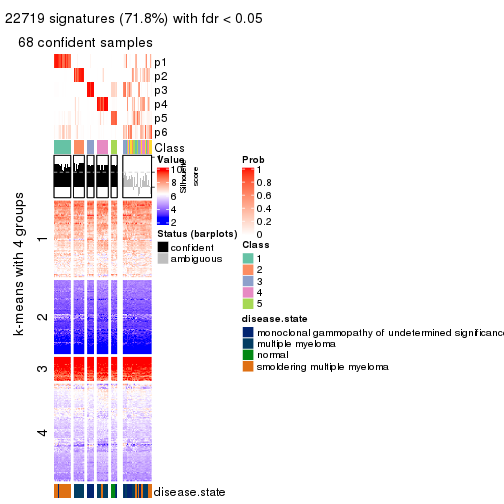 22719 signatures (71.8%) with fdr < 0.05
68 confident samples
p1
p2
p3
p4
p5
p6
Class
Value
10
8
6
4
2
Silhouette
score
Status (barplots)
confident
ambiguous
Prob
1
0.8
0.6
0.4
0.2
0
Class
1
2
3
4
5
disease.state
monoclonal gammopathy of undetermined significance
multiple myeloma
normal
smoldering multiple myeloma
k-means with 4 groups
1
2
3
4
disease.state